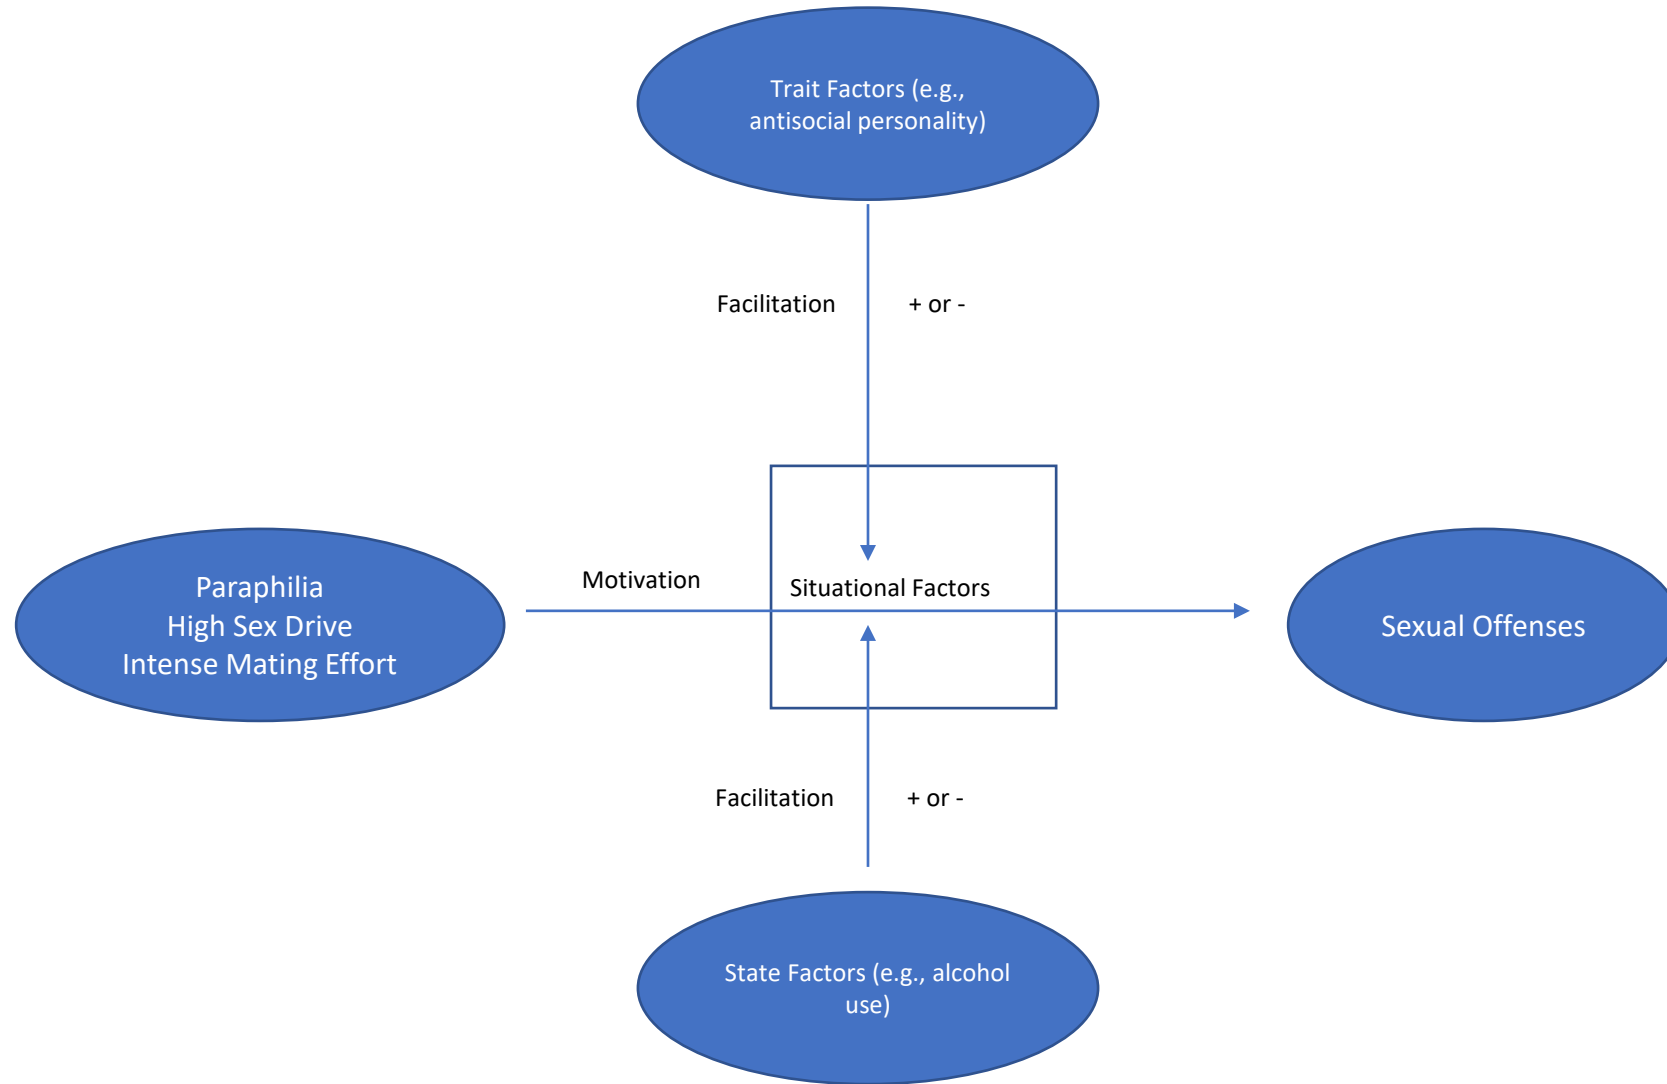 Trait Factors (e.g.,
antisocial personality)
Facilitation
+ or -
Motivation
Situational Factors
Paraphilia
High Sex Drive
Intense Mating Effort
Sexual Offenses
Facilitation
+ or -
State Factors (e.g., alcohol
use)